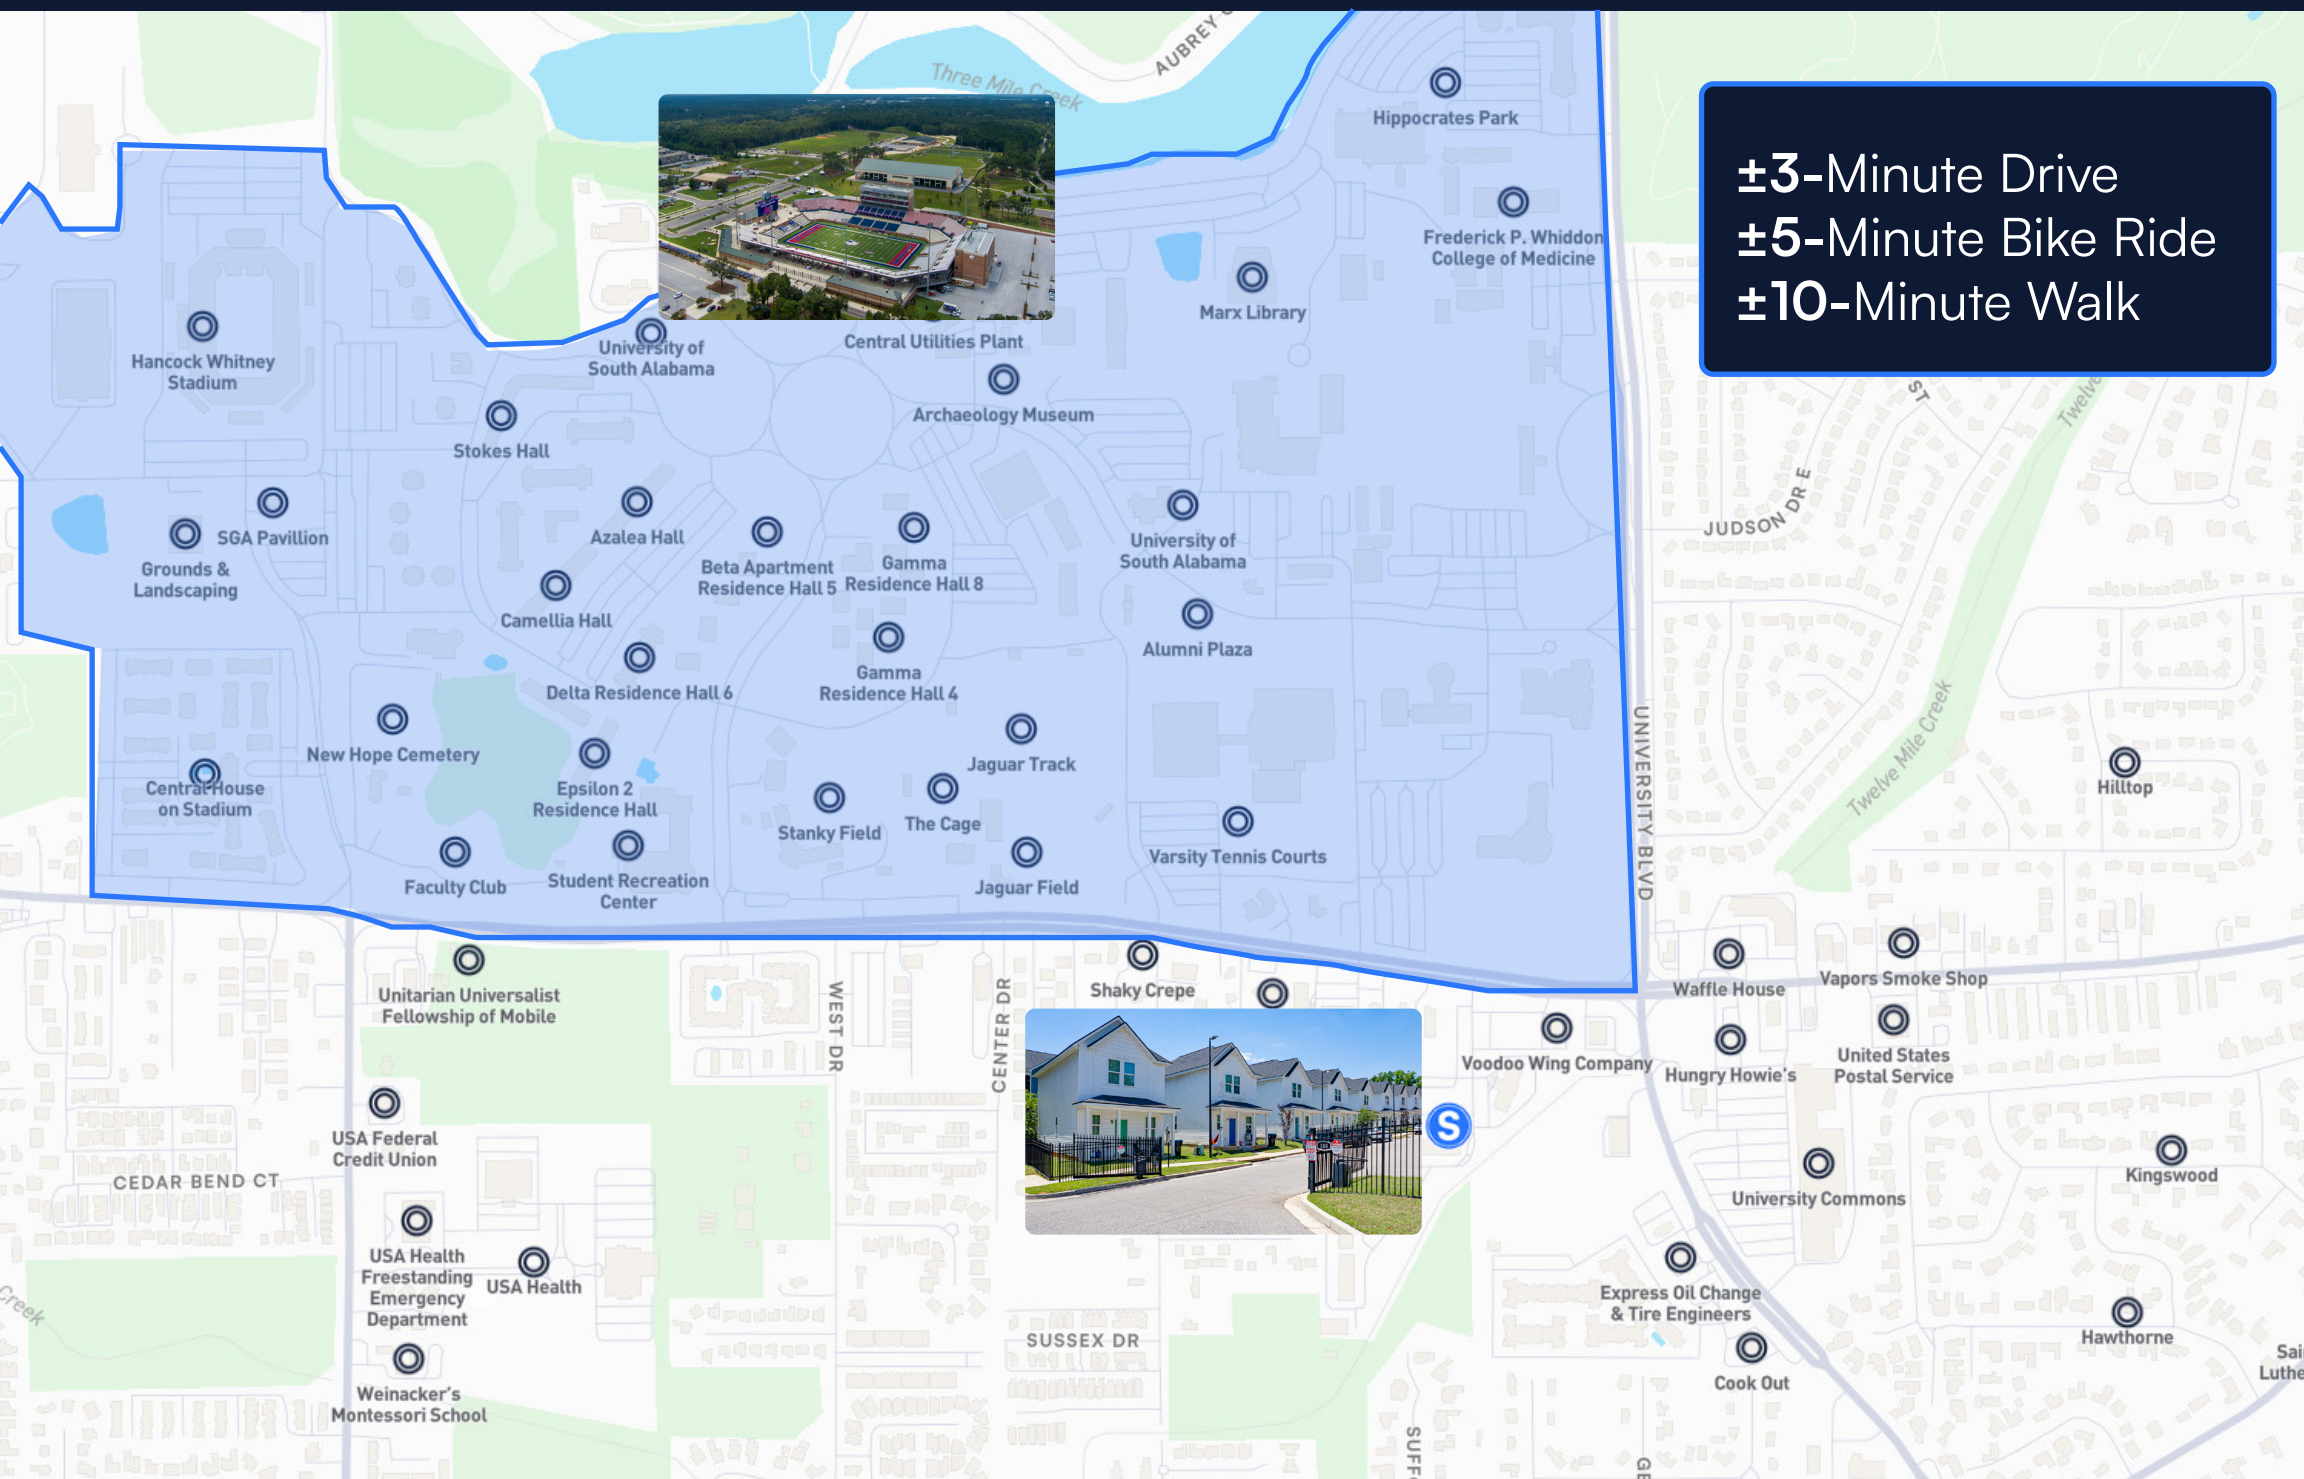 AUBREY
Three Mile Creek
Hippocrates Park
±3-Minute Drive
±5-Minute Bike Ride
±10-Minute Walk
Frederick P. Whiddon
College of Medicine
Marx Library
Hancock Whitney
Stadium
University of
South Alabama
Central Utilities Plant
Archaeology Museum
Stokes Hall
ST
Twelve
JUDSON DR E
SGA Pavillion
Grounds &
Landscaping
Azalea Hall
Beta Apartment
Residence Hall 5
Gamma
Residence Hall 8
University of
South Alabama
Camellia Hall
Alumni Plaza
Delta Residence Hall 6
Gamma
Residence Hall 4
New Hope Cemetery
Jaguar Track
UNIVERSITY BLVD
Twelve Mile Creek
Hilltop
Central House
on Stadium
Epsilon 2
Residence Hall
Stanky Field
The Cage
Varsity Tennis Courts
Faculty Club
Student Recreation
Center
Jaguar Field
Unitarian Universalist
Fellowship of Mobile
WEST DR
CENTER DR
Shaky Crepe
Waffle House
Vapors Smoke Shop
Voodoo Wing Company
Hungry Howie's
United States
Postal Service
USA Federal
Credit Union
S
CEDAR BEND CT
Kingswood
University Commons
USA Health
Freestanding
Emergency
Department
USA Health
Creek
Express Oil Change
& Tire Engineers
SUSSEX DR
Hawthorne
Cook Out
Weinacker's
Montessori School